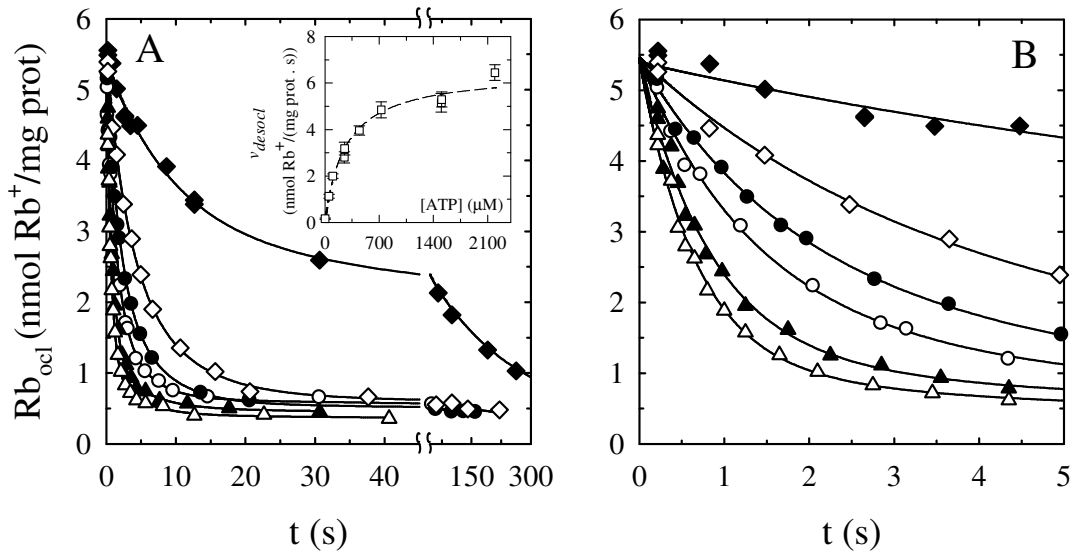 Rb_ocl (nmol Rb⁺/mg prot)
A
6
5
4
3
2
1
0
0 10 20 30 40 150 300
t (s)
v_desocl
(nmol Rb⁺/(mg prot . s))
8
6
4
2
0
[ATP] (μM)
0 700 1400 2100
B
6
5
4
3
2
1
0
0 1 2 3 4 5
t (s)